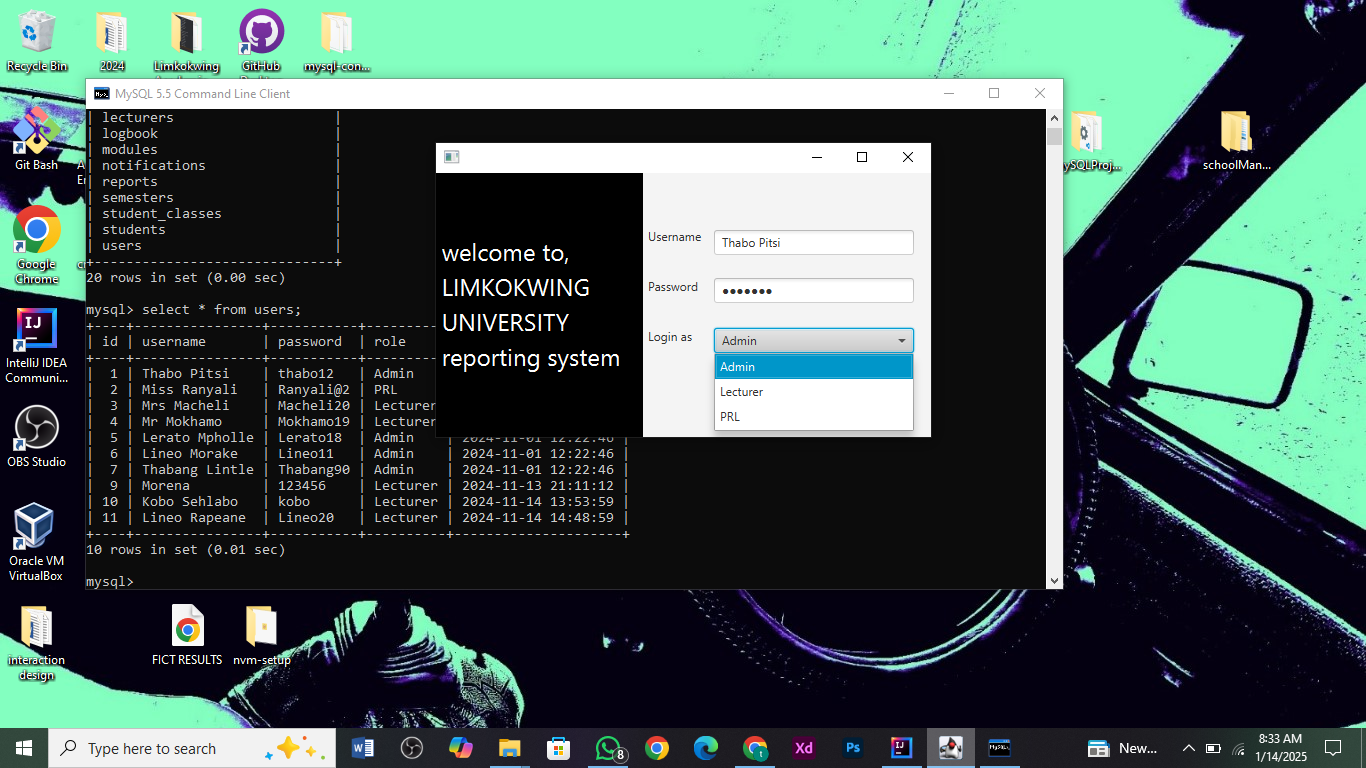 Recycle Bin
2024
Limkokwing
GitHub
mysql-con...
Git Bash
Google
Chrome
IntelliJ IDEA
Communi...
OBS Studio
Oracle VM
VirtualBox
interaction
design
FICT RESULTS
nvm-setup
ySQLProj...
schoolMan...
MySQL 5.5 Command Line Client
| lecturers |
| logbook |
| modules |
| notifications |
| reports |
| semesters |
| student_classes |
| students |
| users |
+------------------------------+
20 rows in set (0.00 sec)
mysql> select * from users;
| id | username | password | role
| 1 | Thabo Pitsi | thabo12 | Admin
| 2 | Miss Ranyali | Ranyali@2 | PRL
| 3 | Mrs Macheli | Macheli20 | Lecturer
| 4 | Mr Mokhamo | Mokhamo19 | Lecturer
| 5 | Lerato Mpholle | Lerato18 | Admin | 2024-11-01 12:22:46 |
| 6 | Lineo Morake | Lineo11 | Admin | 2024-11-01 12:22:46 |
| 7 | Thabang Lintle | Thabang90 | Admin | 2024-11-01 12:22:46 |
| 9 | Morena | 123456 | Lecturer | 2024-11-13 21:11:12 |
| 10 | Kobo Sehlabo | kobo | Lecturer | 2024-11-14 13:53:59 |
| 11 | Lineo Rapeane | Lineo20 | Lecturer | 2024-11-14 14:48:59 |
+----+----------------+-----------+----------+---------------------+
10 rows in set (0.01 sec)
mysql>
welcome to,
LIMKOKWING
UNIVERSITY
reporting system
Username
Thabo Pitsi
Password
●●●●●●●
Login as
Admin
Admin
Lecturer
PRL
Type here to search
8
Xd
Ps
New...
8:33 AM
1/14/2025